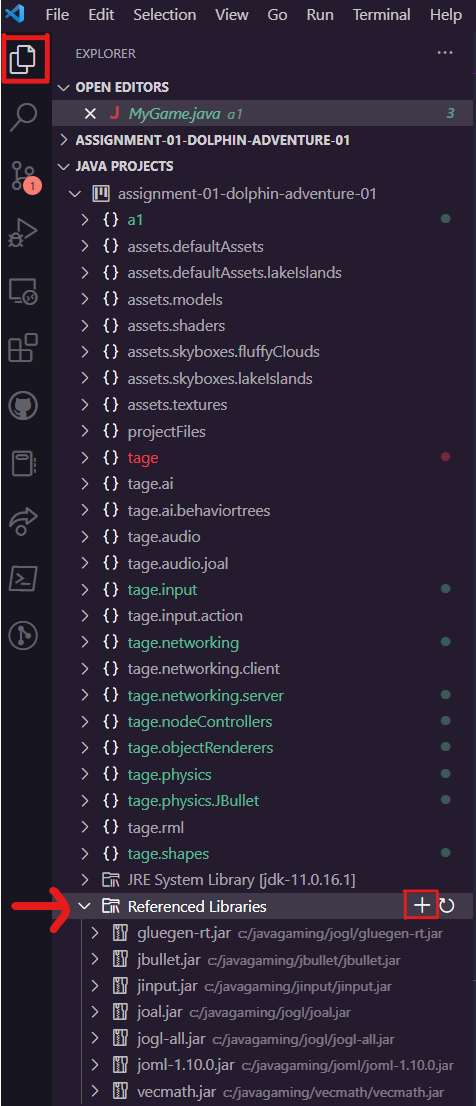 File Edit Selection View Go Run Terminal Help
EXPLORER ...
OPEN EDITORS
MyGame.java a1 3
ASSIGNMENT-01-DOLPHIN-ADVENTURE-01
1
JAVA PROJECTS
assignment-01-dolphin-adventure-01
{} a1
{} assets.defaultAssets
{} assets.defaultAssets.lakeIslands
{} assets.models
{} assets.shaders
{} assets.skyboxes.fluffyClouds
{} assets.skyboxes.lakeIslands
{} assets.textures
{} projectFiles
{} tage
{} tage.ai
{} tage.ai.behaviortrees
{} tage.audio
{} tage.audio.joal
{} tage.input
{} tage.input.action
{} tage.networking
{} tage.networking.client
{} tage.networking.server
{} tage.nodeControllers
{} tage.objectRenderers
{} tage.physics
{} tage.physics.JBullet
{} tage.rml
{} tage.shapes
JRE System Library [jdk-11.0.16.1]
Referenced Libraries
gluegen-rt.jar c:/javagaming/jogl/gluegen-rt.jar
jbullet.jar c:/javagaming/jbullet/jbullet.jar
jinput.jar c:/javagaming/jinput/jinput.jar
joal.jar c:/javagaming/jogl/joal.jar
jogl-all.jar c:/javagaming/jogl/jogl-all.jar
joml-1.10.0.jar c:/javagaming/joml/joml-1.10.0.jar
vecmath.jar c:/javagaming/vecmath/vecmath.jar